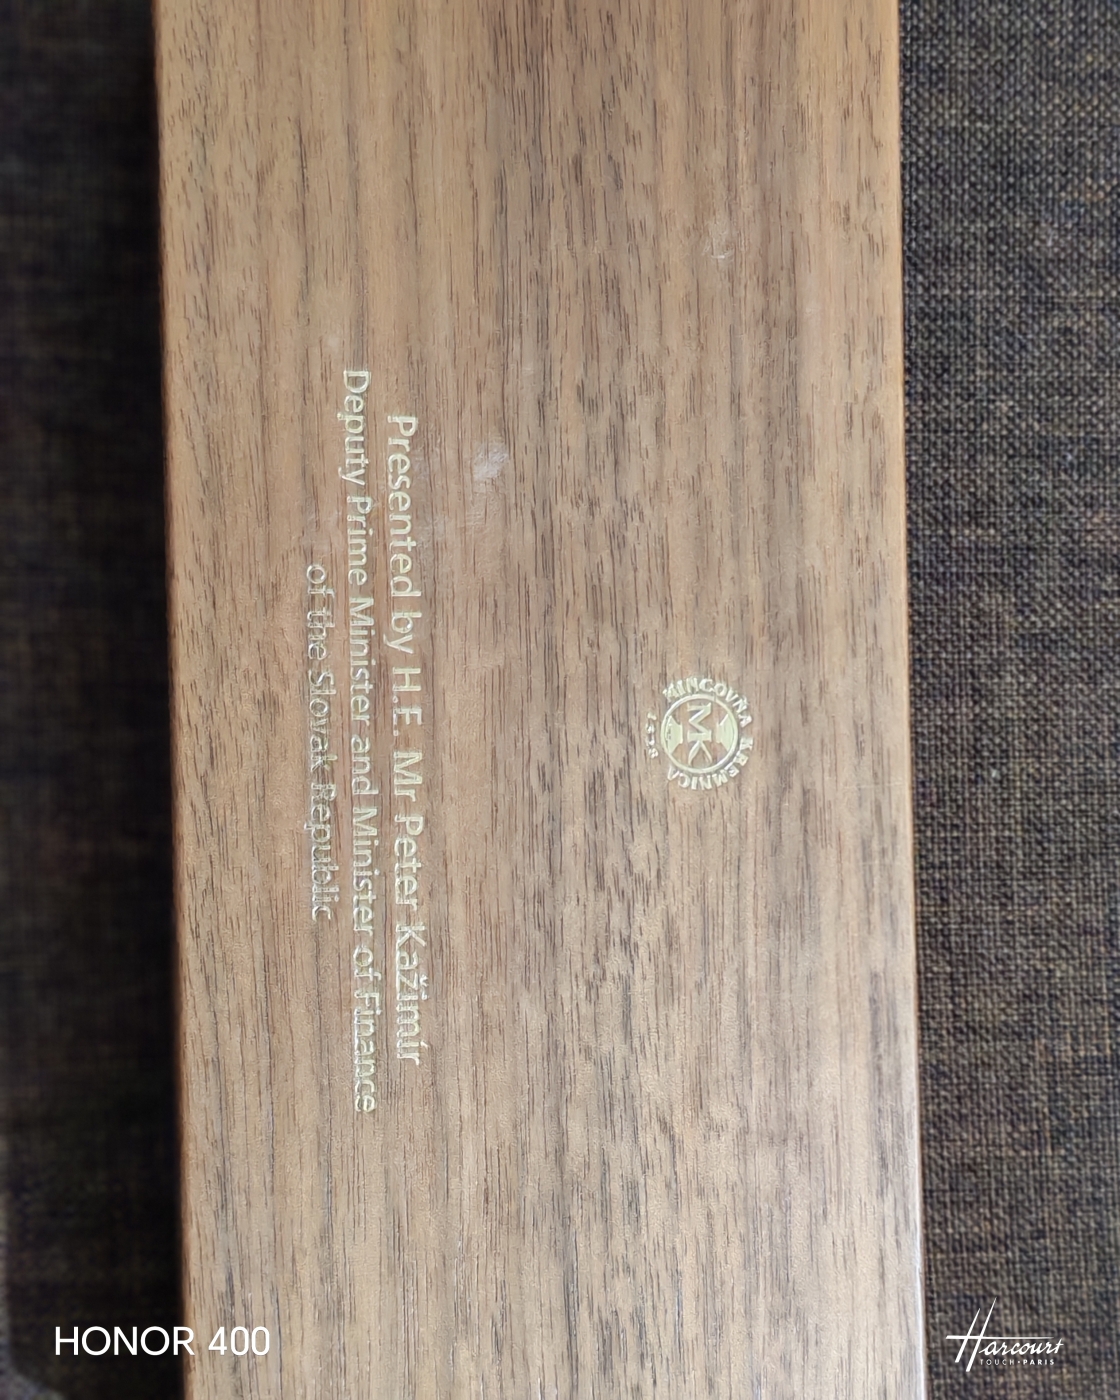 MINCOVŇA KREMNICA
MK
1328
Presented by H.E. Mr Peter Kažimír
Deputy Prime Minister and Minister of Finance
of the Slovak Republic
HONOR 400
Harcourt
TOUCH · PARIS